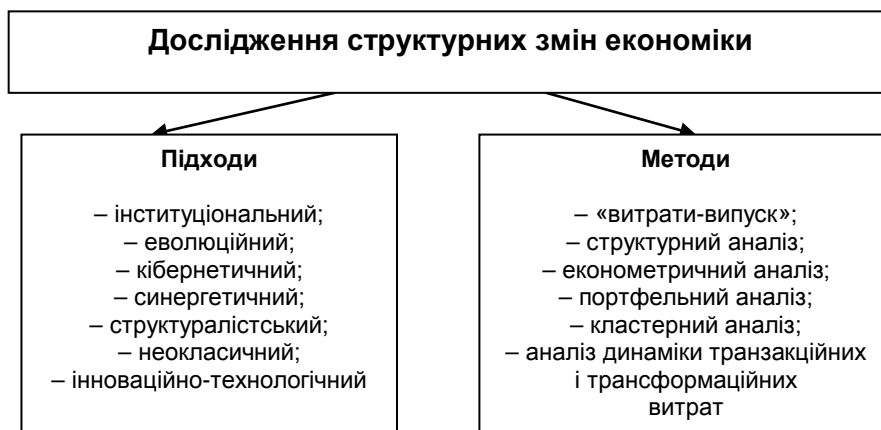 Дослідження структурних змін економіки
Підходи
– інституціональний;
– еволюційний;
– кібернетичний;
– синергетичний;
– структуралістський;
– неокласичний;
– інноваційно-технологічний
Методи
– «витрати-випуск»;
– структурний аналіз;
– економетричний аналіз;
– портфельний аналіз;
– кластерний аналіз;
– аналіз динаміки транзакційних
і трансформаційних
витрат